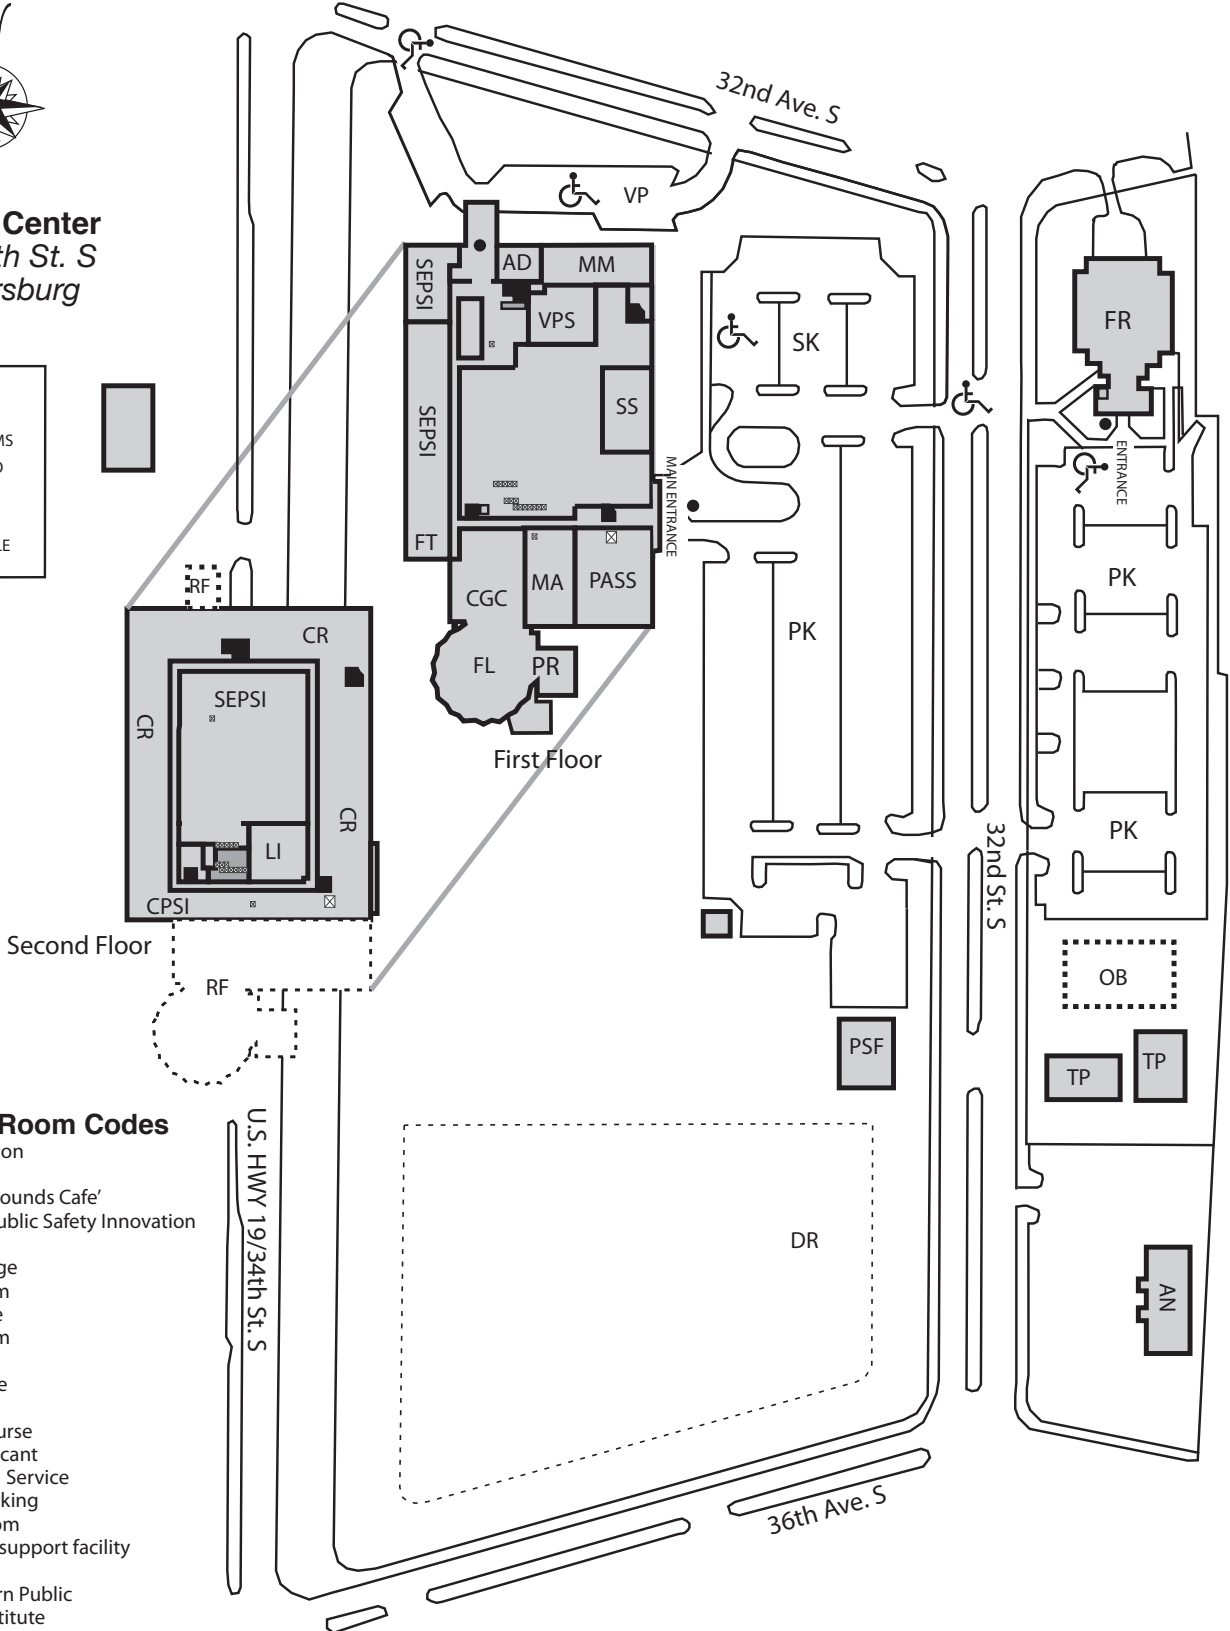 32nd Ave. S
VP
Center
th St. S
rsburg
SEPSI
AD
MM
VPS
SK
FR
MS
SEPSI
SS
ENTRANCE
MAIN ENTRANCE
LE
FT
RF
CGC
MA
PASS
PK
PK
CR
FL
PR
SEPSI
CR
First Floor
CR
LI
32nd St. S
PK
CPSI
Second Floor
RF
OB
PSF
TP
TP
Room Codes
on
ounds Cafe'
ublic Safety Innovation
ge
m
e
m
e
urse
cant
Service
king
om
support facility
rn Public
titute
U.S. HWY 19/34th St. S
DR
AN
36th Ave. S